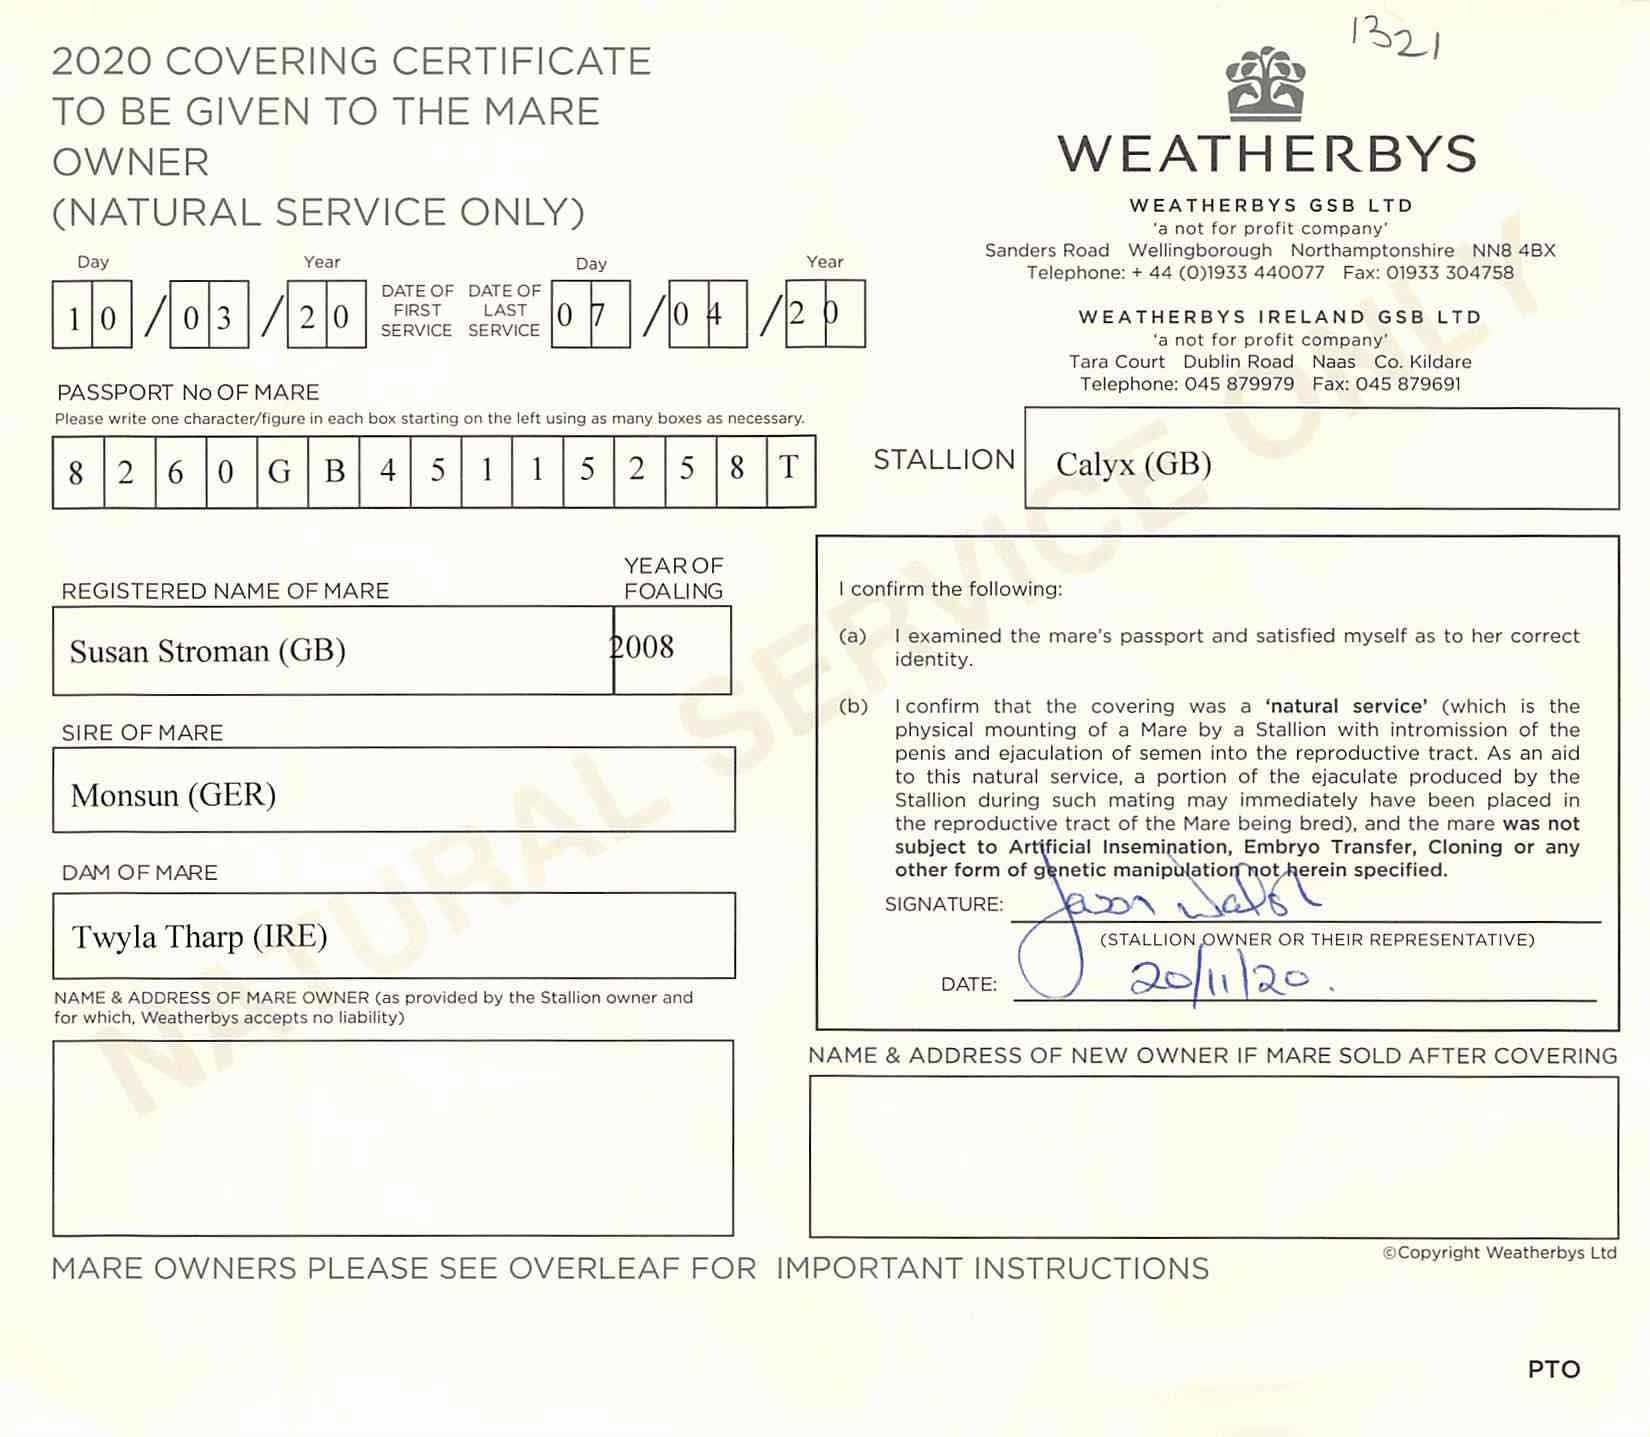 1321
2020 COVERING CERTIFICATE
TO BE GIVEN TO THE MARE
OWNER
(NATURAL SERVICE ONLY)
WEATHERBYS
WEATHERBYS GSB LTD
'a not for profit company'
Sanders Road Wellingborough Northamptonshire NN8 4BX
Telephone: + 44 (0)1933 440077 Fax: 01933 304758
WEATHERBYS IRELAND GSB LTD
'a not for profit company'
Tara Court Dublin Road Naas Co. Kildare
Telephone: 045 879979 Fax: 045 879691
Day Year Day Year
10/03/20 DATE OF FIRST SERVICE DATE OF LAST SERVICE 07/04/20
PASSPORT No OF MARE
Please write one character/figure in each box starting on the left using as many boxes as necessary.
8 2 6 0 G B 4 5 1 1 5 2 5 8 T
STALLION Calyx (GB)
REGISTERED NAME OF MARE YEAR OF FOALING
Susan Stroman (GB) 2008
SIRE OF MARE
Monsun (GER)
DAM OF MARE
Twyla Tharp (IRE)
NAME & ADDRESS OF MARE OWNER (as provided by the Stallion owner and
for which, Weatherbys accepts no liability)
I confirm the following:
(a) I examined the mare's passport and satisfied myself as to her correct
identity.
(b) I confirm that the covering was a 'natural service' (which is the
physical mounting of a Mare by a Stallion with intromission of the
penis and ejaculation of semen into the reproductive tract. As an aid
to this natural service, a portion of the ejaculate produced by the
Stallion during such mating may immediately have been placed in
the reproductive tract of the Mare being bred), and the mare was not
subject to Artificial Insemination, Embryo Transfer, Cloning or any
other form of genetic manipulation not herein specified.
SIGNATURE: Jason Walsh
(STALLION OWNER OR THEIR REPRESENTATIVE)
DATE: 20/11/20.
NAME & ADDRESS OF NEW OWNER IF MARE SOLD AFTER COVERING
©Copyright Weatherbys Ltd
MARE OWNERS PLEASE SEE OVERLEAF FOR IMPORTANT INSTRUCTIONS
PTO
NATURAL SERVICE ONLY